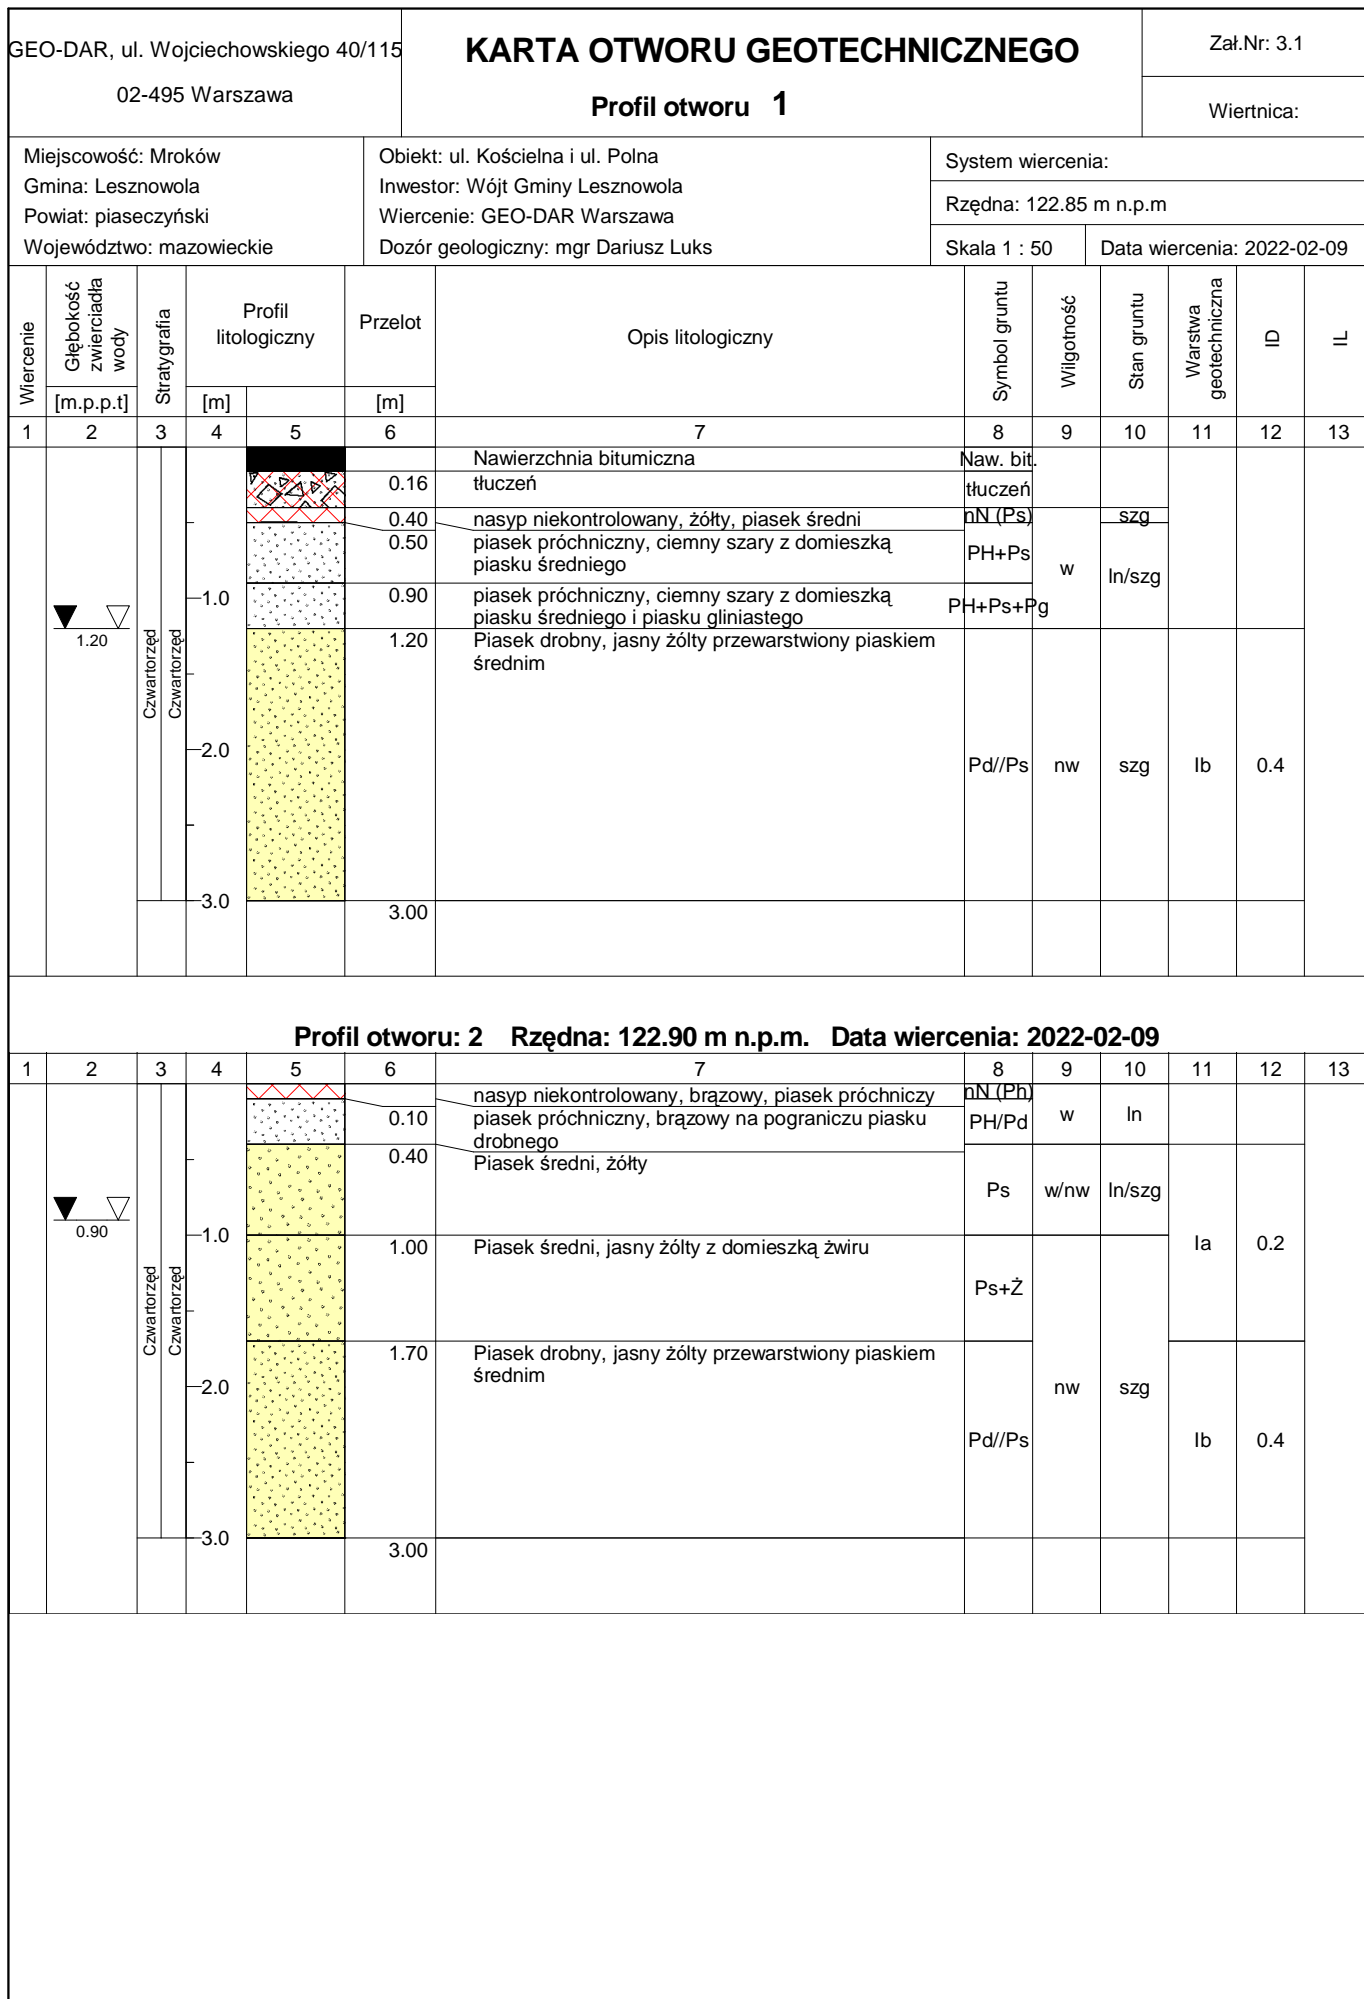 GEO-DAR, ul. Wojciechowskiego 40/115
02-495 Warszawa
KARTA OTWORU GEOTECHNICZNEGO
Profil otworu 1
Zał.Nr: 3.1
Wiertnica:
Miejscowość: Mroków
Gmina: Lesznowola
Powiat: piaseczyński
Województwo: mazowieckie
Obiekt: ul. Kościelna i ul. Polna
Inwestor: Wójt Gminy Lesznowola
Wiercenie: GEO-DAR Warszawa
Dozór geologiczny: mgr Dariusz Luks
System wiercenia:
Rzędna: 122.85 m n.p.m
Skala 1 : 50
Data wiercenia: 2022-02-09
Wiercenie
Głębokość
zwierciadła
wody
[m.p.p.t]
Stratygrafia
Profil
litologiczny
[m]
Przelot
[m]
Opis litologiczny
Symbol gruntu
Wilgotność
Stan gruntu
Warstwa
geotechniczna
ID
IL
1 2 3 4 5 6 7 8 9 10 11 12 13
Nawierzchnia bitumiczna Naw. bit.
0.16 tłuczeń tłuczeń
0.40 nasyp niekontrolowany, żółty, piasek średni nN (Ps) szg
0.50 piasek próchniczny, ciemny szary z domieszką
piasku średniego
PH+Ps w ln/szg
1.0
0.90 piasek próchniczny, ciemny szary z domieszką
piasku średniego i piasku gliniastego
PH+Ps+Pg
1.20
1.20 Piasek drobny, jasny żólty przewarstwiony piaskiem
średnim
Czwartorzęd
Czwartorzęd
2.0
Pd//Ps nw szg Ib 0.4
3.0
3.00
Profil otworu: 2 Rzędna: 122.90 m n.p.m. Data wiercenia: 2022-02-09
1 2 3 4 5 6 7 8 9 10 11 12 13
nasyp niekontrolowany, brązowy, piasek próchniczy nN (Ph)
0.10 piasek próchniczny, brązowy na pograniczu piasku
drobnego
PH/Pd w ln
0.40 Piasek średni, żółty
Ps w/nw ln/szg
0.90
1.0
1.00 Piasek średni, jasny żólty z domieszką żwiru
Ia 0.2
Ps+Ż
Czwartorzęd
Czwartorzęd
1.70 Piasek drobny, jasny żólty przewarstwiony piaskiem
średnim
2.0
nw szg
Pd//Ps Ib 0.4
3.0
3.00